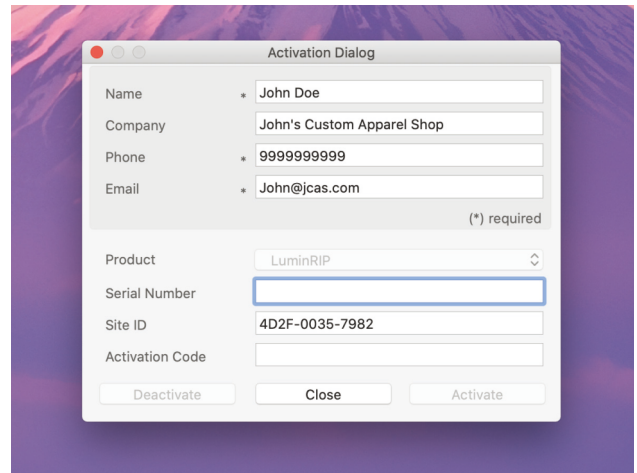 Activation Dialog
Name * John Doe
Company John's Custom Apparel Shop
Phone * 9999999999
Email * John@jcas.com
(*) required
Product LuminRIP
Serial Number
Site ID 4D2F-0035-7982
Activation Code
Deactivate Close Activate